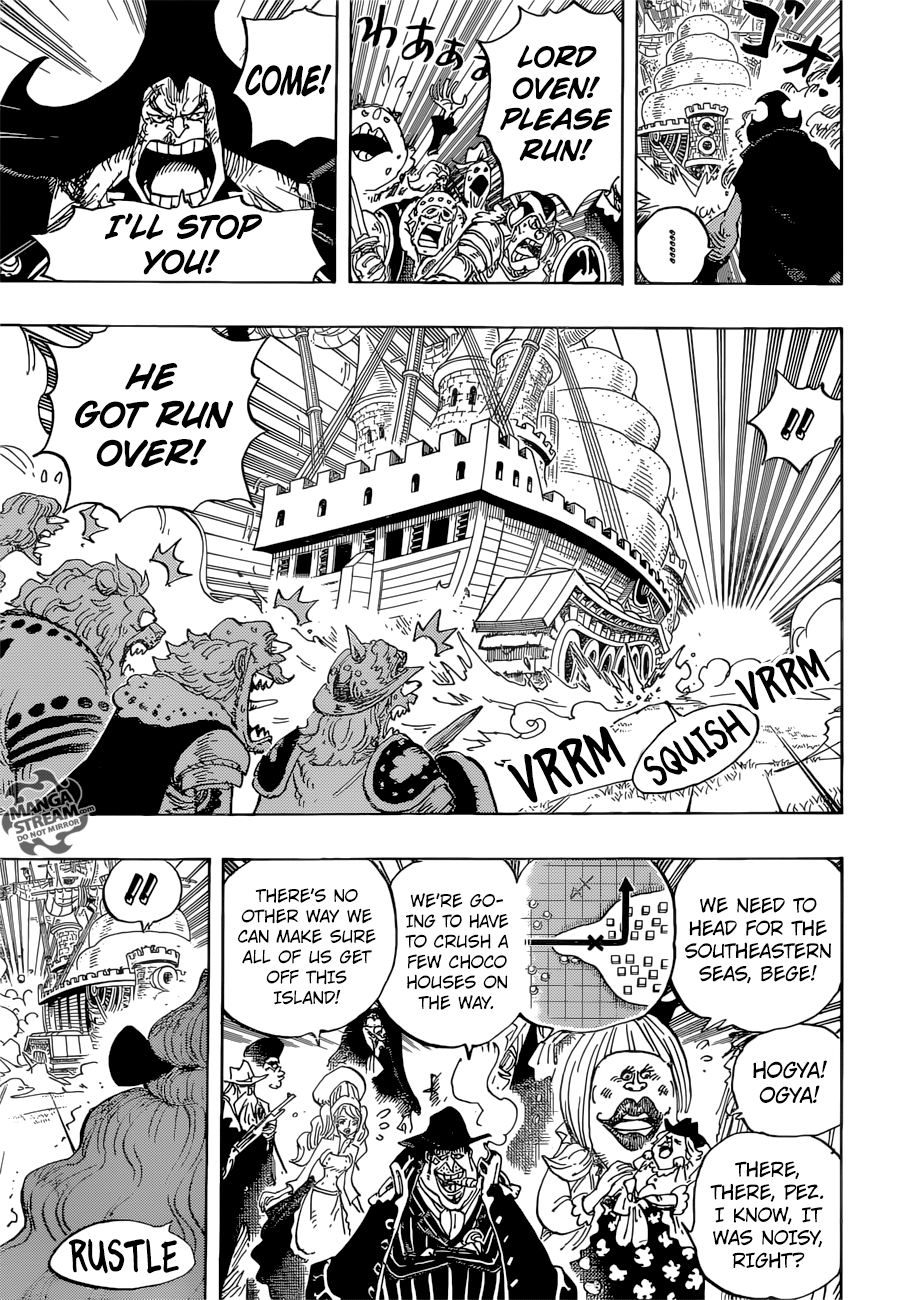 ゴオォ
!!!!!!
わあぁぁ
LORD
OVEN!
PLEASE
RUN!
COME!
I'LL STOP
YOU!
!!
HE
GOT RUN
OVER!
VRRM
SQUISH
VRRM
MANGA
STREAM.com
DO NOT MIRROR
WE NEED TO
HEAD FOR THE
SOUTHEASTERN
SEAS, BEGE!
WE'RE GO-
ING TO HAVE
TO CRUSH A
FEW CHOCO
HOUSES ON
THE WAY.
THERE'S NO
OTHER WAY WE
CAN MAKE SURE
ALL OF US GET
OFF THIS
ISLAND!
HOGYA!
OGYA!
THERE,
THERE, PEZ.
I KNOW, IT
WAS NOISY,
RIGHT?
!!
RUSTLE